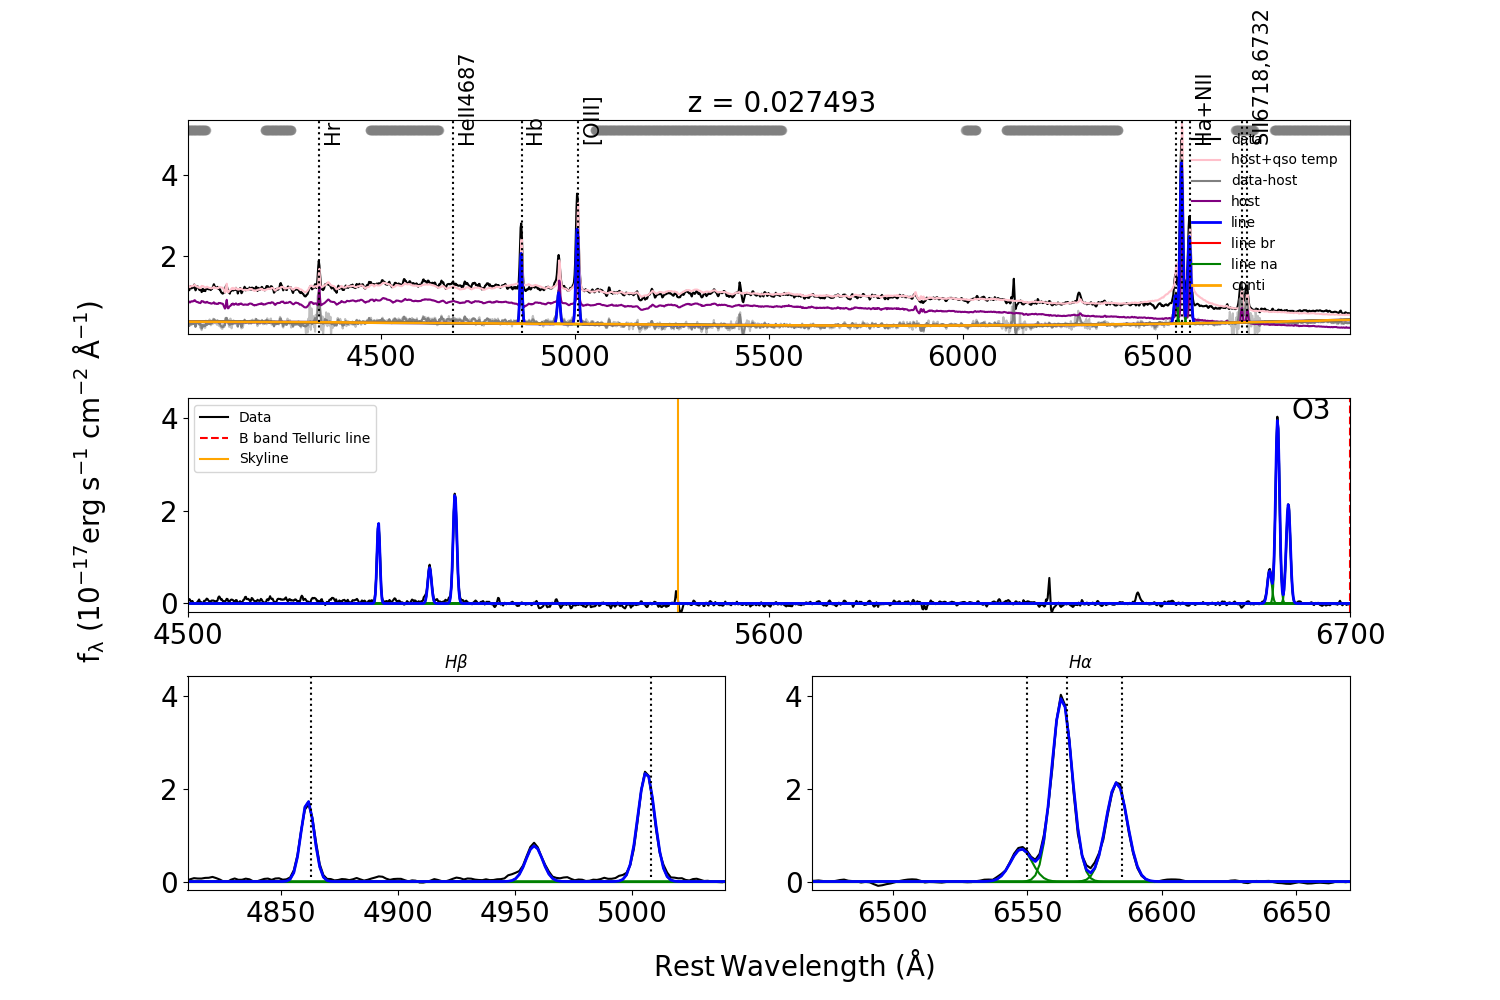 z = 0.027493
Hr
HeII4687
Hb
[OIII]
Ha+NII
SII6718,6732
4
2
data
host+qso temp
data-host
host
line
line br
line na
conti
4500 5000 5500 6000 6500
f_λ (10^{-17} erg s^{-1} cm^{-2} Å^{-1})
4
2
0
Data
B band Telluric line
Skyline
O3
4500 5600 6700
Hβ
4
2
0
4850 4900 4950 5000
Hα
4
2
0
6500 6550 6600 6650
Rest Wavelength (Å)